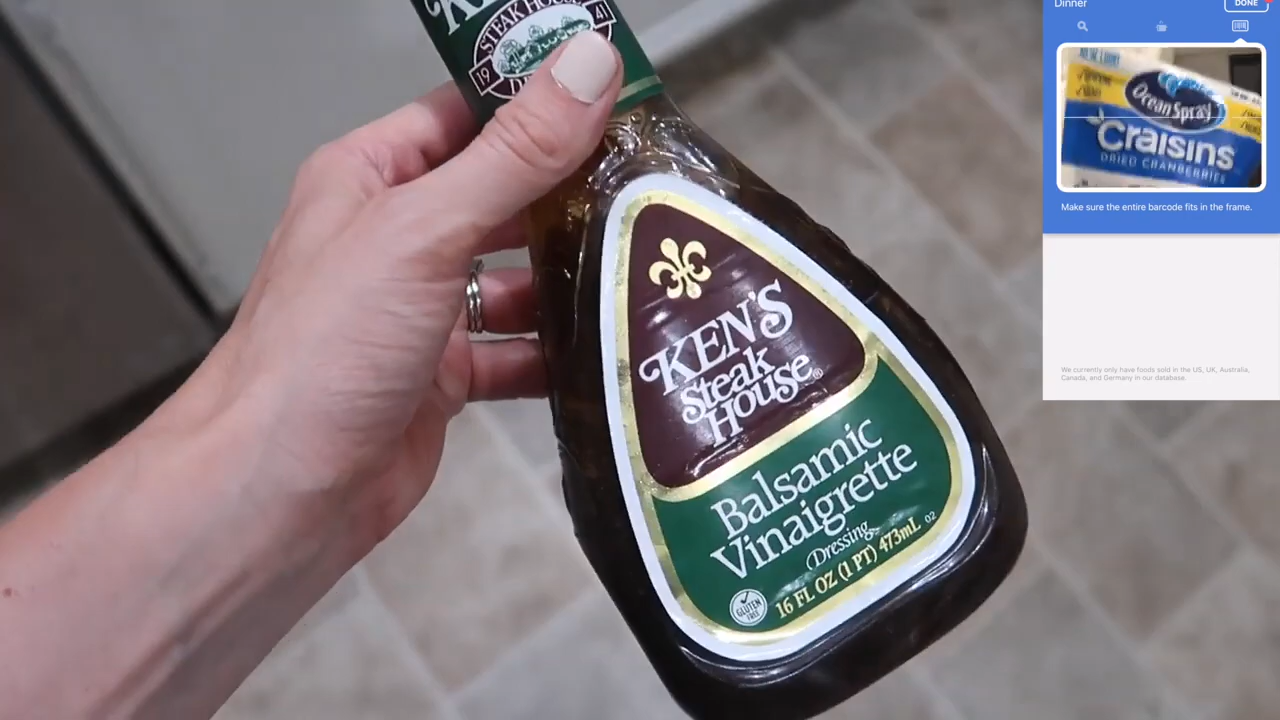 STEAK HOUSE
19 41
KEN'S
Steak
House®
Balsamic
Vinaigrette
Dressing
16 FL OZ (1 PT) 473mL 02
GLUTEN
FREE
Dinner
DONE
Ocean Spray
Craisins
DRIED CRANBERRIES
Make sure the entire barcode fits in the frame.
We currently only have foods sold in the US, UK, Australia,
Canada, and Germany in our database.